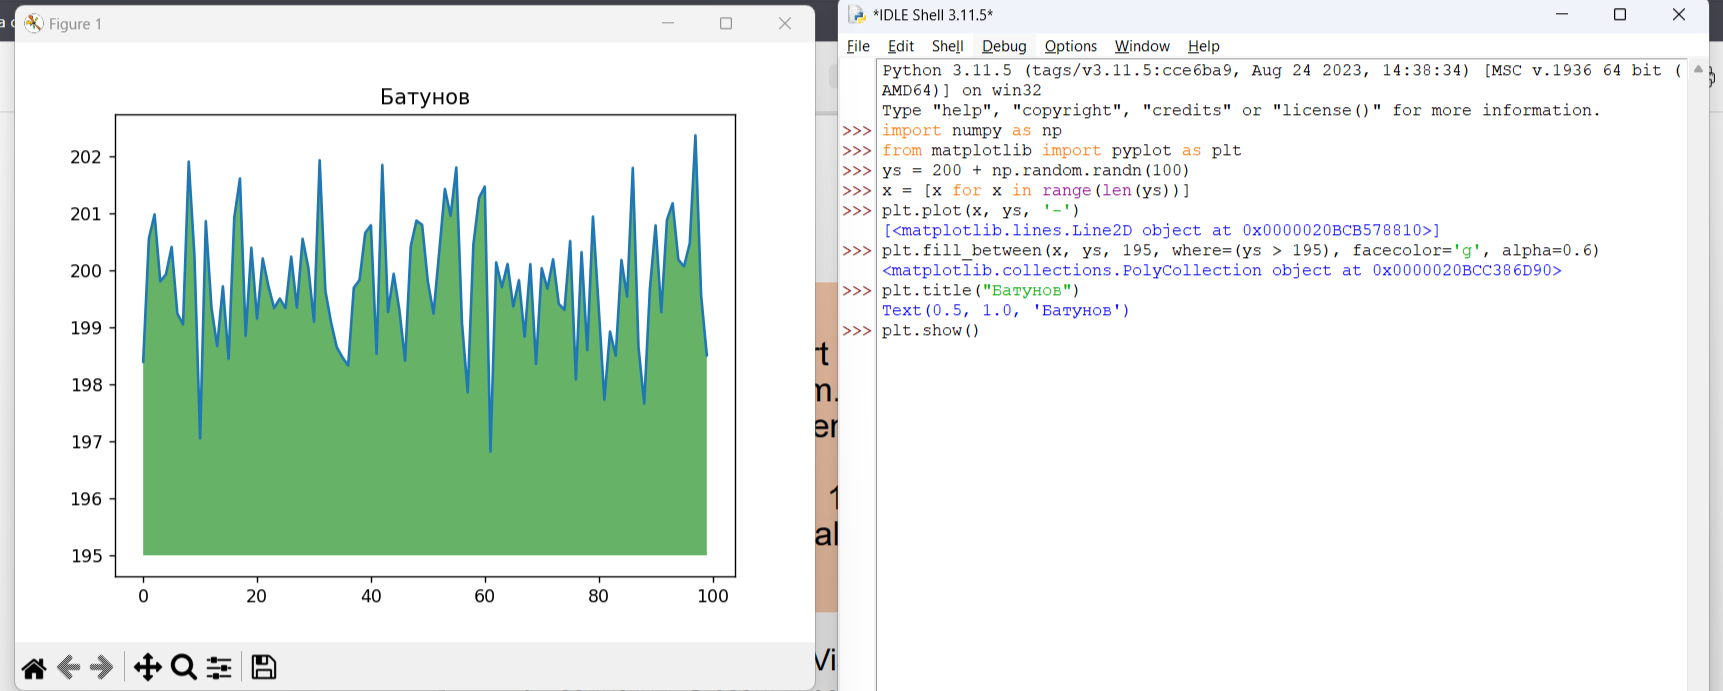 Figure 1
Батунов
202
201
200
199
198
197
196
195
0 20 40 60 80 100
*IDLE Shell 3.11.5*
File Edit Shell Debug Options Window Help
Python 3.11.5 (tags/v3.11.5:cce6ba9, Aug 24 2023, 14:38:34) [MSC v.1936 64 bit (
AMD64)] on win32
Type "help", "copyright", "credits" or "license()" for more information.
>>> import numpy as np
>>> from matplotlib import pyplot as plt
>>> ys = 200 + np.random.randn(100)
>>> x = [x for x in range(len(ys))]
>>> plt.plot(x, ys, '-')
[<matplotlib.lines.Line2D object at 0x0000020BCB578810>]
>>> plt.fill_between(x, ys, 195, where=(ys > 195), facecolor='g', alpha=0.6)
<matplotlib.collections.PolyCollection object at 0x0000020BCC386D90>
>>> plt.title("Батунов")
Text(0.5, 1.0, 'Батунов')
>>> plt.show()